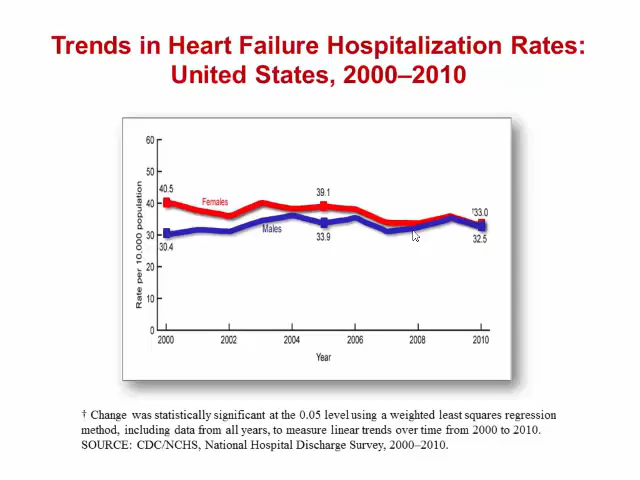 Trends in Heart Failure Hospitalization Rates:
United States, 2000–2010
60
50
40
30
20
10
0
Rate per 10,000 population
40.5
Females
39.1
†33.0
30.4
Males
33.9
32.5
2000
2002
2004
2006
2008
2010
Year
† Change was statistically significant at the 0.05 level using a weighted least squares regression
method, including data from all years, to measure linear trends over time from 2000 to 2010.
SOURCE: CDC/NCHS, National Hospital Discharge Survey, 2000–2010.